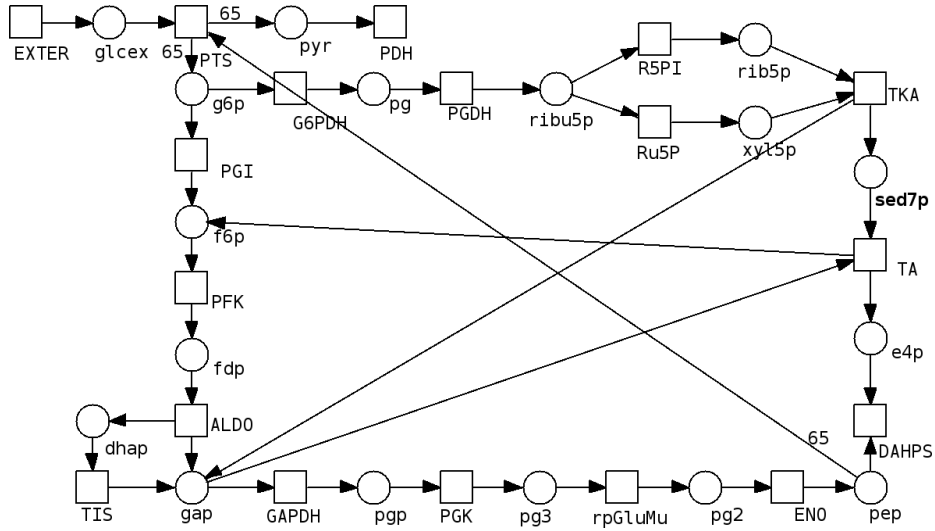 65
EXTER
glcex
65
PTS
pyr
PDH
R5PI
rib5p
g6p
G6PDH
pg
PGDH
ribu5p
TKA
Ru5P
xyl5p
PGI
sed7p
f6p
TA
PFK
e4p
fdp
ALDO
dhap
65
DAHPS
TIS
gap
GAPDH
pgp
PGK
pg3
rpGluMu
pg2
ENO
pep